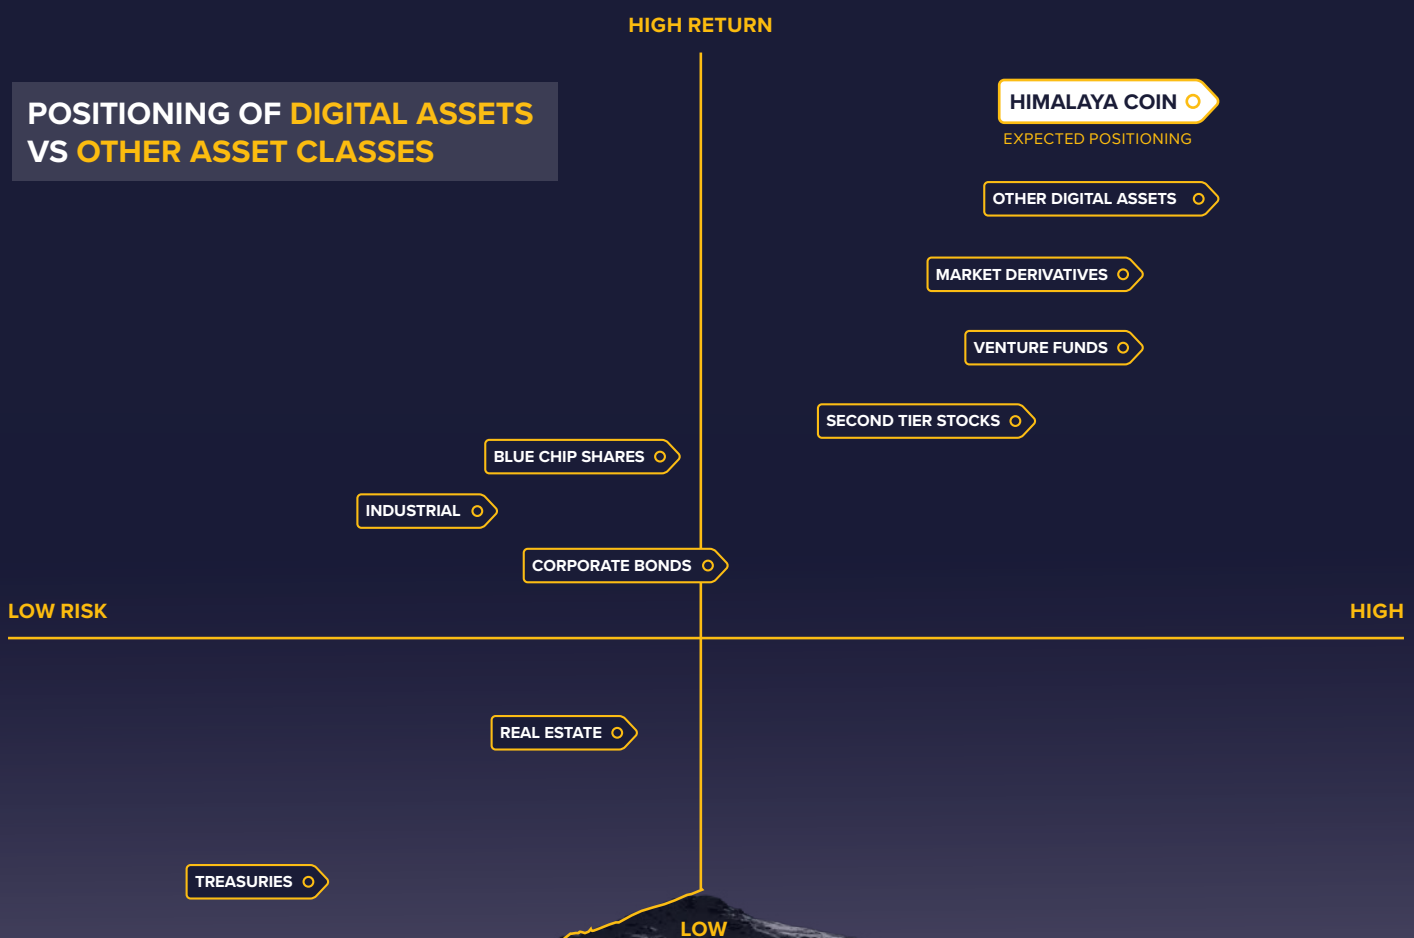 HIGH RETURN
POSITIONING OF DIGITAL ASSETS
VS OTHER ASSET CLASSES
HIMALAYA COIN
EXPECTED POSITIONING
OTHER DIGITAL ASSETS
MARKET DERIVATIVES
VENTURE FUNDS
SECOND TIER STOCKS
BLUE CHIP SHARES
INDUSTRIAL
CORPORATE BONDS
LOW RISK
HIGH
REAL ESTATE
TREASURIES
LOW